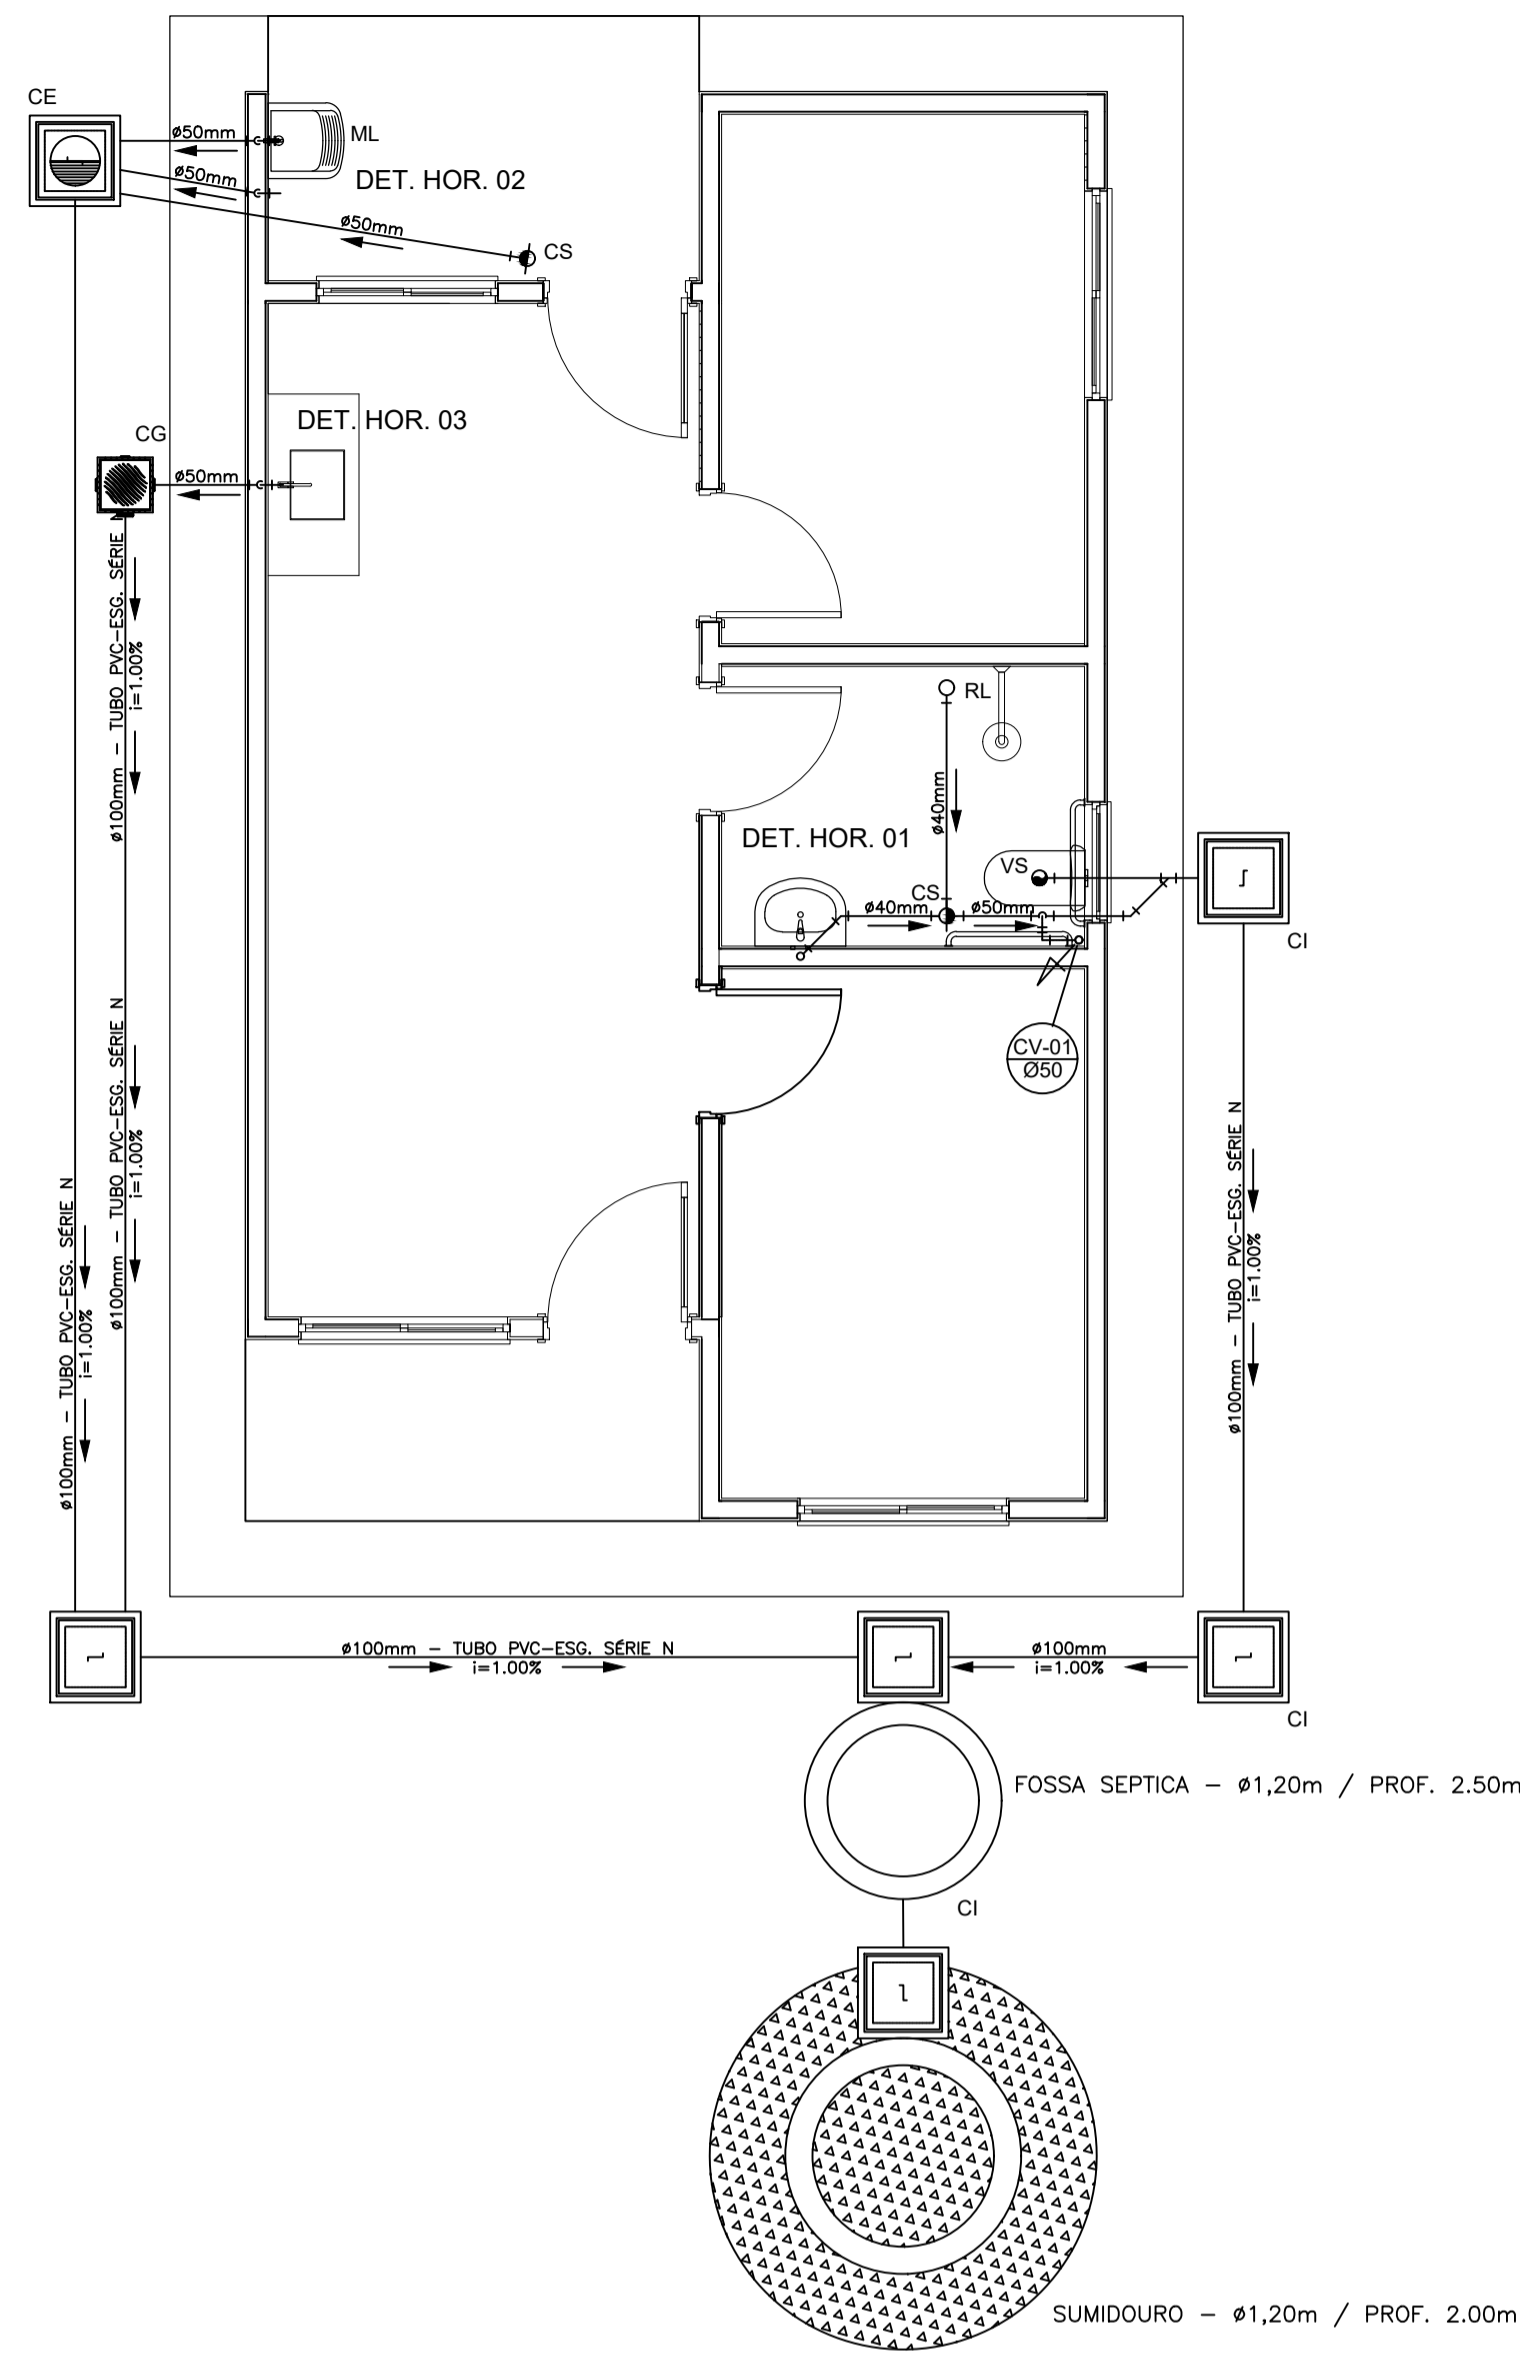 CE
ø50mm
ML
ø50mm
DET. HOR. 02
ø50mm
CS
DET. HOR. 03
CG
ø50mm
ø100mm – TUBO PVC–ESG. SÉRIE N
i=1.00%
RL
ø40mm
DET. HOR. 01
VS
CS
ø40mm
ø50mm
CI
CV-01
Ø50
ø100mm – TUBO PVC–ESG. SÉRIE N
i=1.00%
ø100mm – TUBO PVC–ESG. SÉRIE N
i=1.00%
ø100mm – TUBO PVC–ESG. SÉRIE N
i=1.00%
ø100mm – TUBO PVC–ESG. SÉRIE N
i=1.00%
ø100mm
i=1.00%
CI
FOSSA SEPTICA – ø1,20m / PROF. 2.50m
CI
SUMIDOURO – ø1,20m / PROF. 2.00m